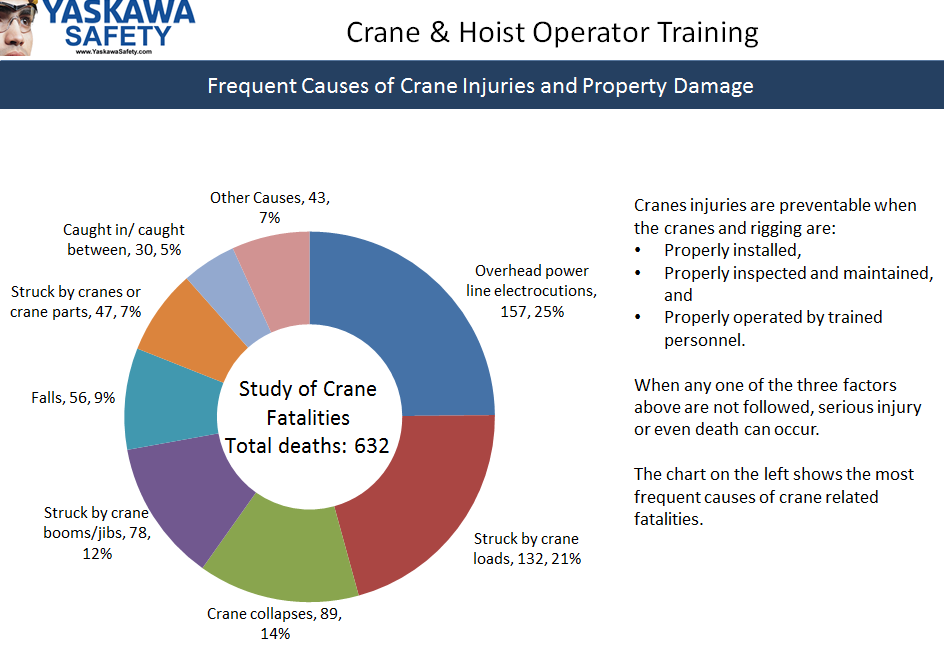 YASKAWA
SAFETY
www.YaskawaSafety.com
Crane & Hoist Operator Training
Frequent Causes of Crane Injuries and Property Damage
Other Causes, 43,
7%
Caught in/ caught
between, 30, 5%
Struck by cranes or
crane parts, 47, 7%
Falls, 56, 9%
Struck by crane
booms/jibs, 78,
12%
Crane collapses, 89,
14%
Struck by crane
loads, 132, 21%
Overhead power
line electrocutions,
157, 25%
Study of Crane
Fatalities
Total deaths: 632
Cranes injuries are preventable when
the cranes and rigging are:
• Properly installed,
• Properly inspected and maintained,
and
• Properly operated by trained
personnel.
When any one of the three factors
above are not followed, serious injury
or even death can occur.
The chart on the left shows the most
frequent causes of crane related
fatalities.